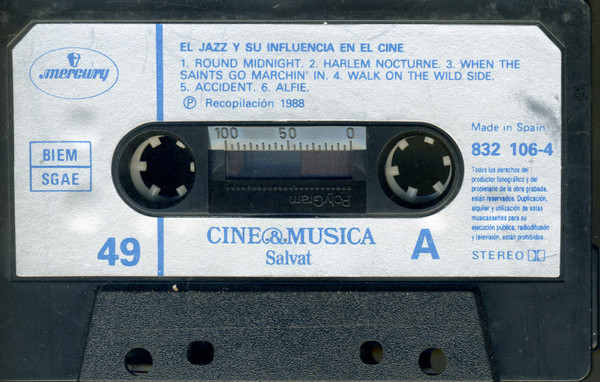 EL JAZZ Y SU INFLUENCIA EN EL CINE
1. ROUND MIDNIGHT. 2. HARLEM NOCTURNE. 3. WHEN THE
SAINTS GO MARCHIN' IN. 4. WALK ON THE WILD SIDE.
5. ACCIDENT. 6. ALFIE.
Ⓟ Recopilación 1988
mercury
BIEM
SGAE
100 50 0
PolyGram
Made in Spain
832 106-4
Todos los derechos del
productor fonográfico y del
propietario de la obra grabada,
están reservados. Duplicación,
alquiler y utilización de estas
musicassettes para su
ejecución pública, radiodifusión
y televisión, están prohibidos.
STEREO
49
CINE&MUSICA
Salvat
A